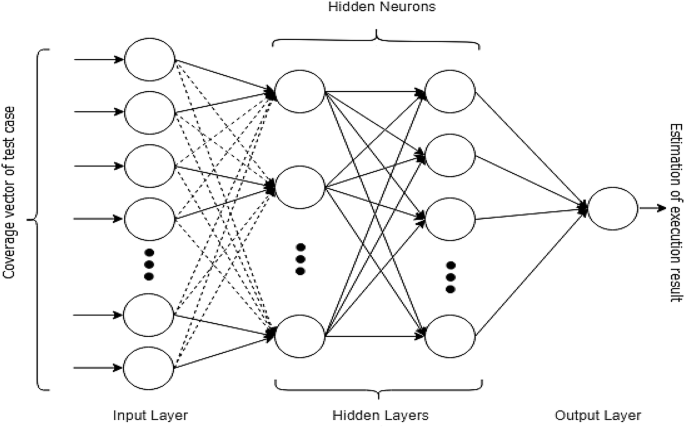 Hidden Neurons
Coverage vector of test case
Estimation of execution result
Input Layer
Hidden Layers
Output Layer